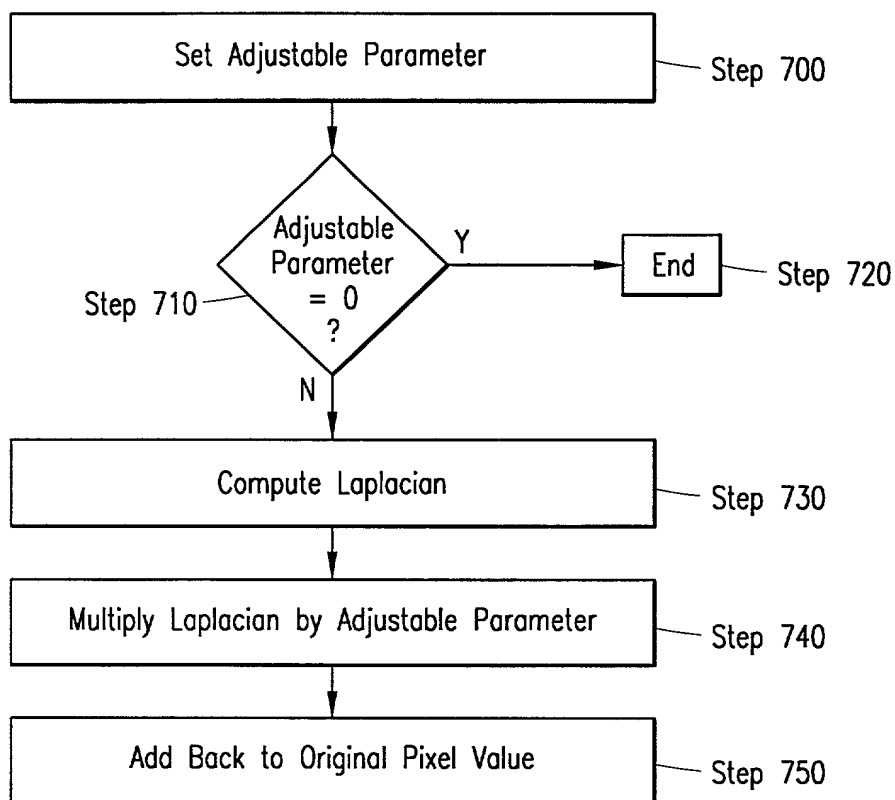 Set Adjustable Parameter
Step 700
Adjustable
Parameter
= 0
?
Y
End
Step 720
Step 710
N
Compute Laplacian
Step 730
Multiply Laplacian by Adjustable Parameter
Step 740
Add Back to Original Pixel Value
Step 750